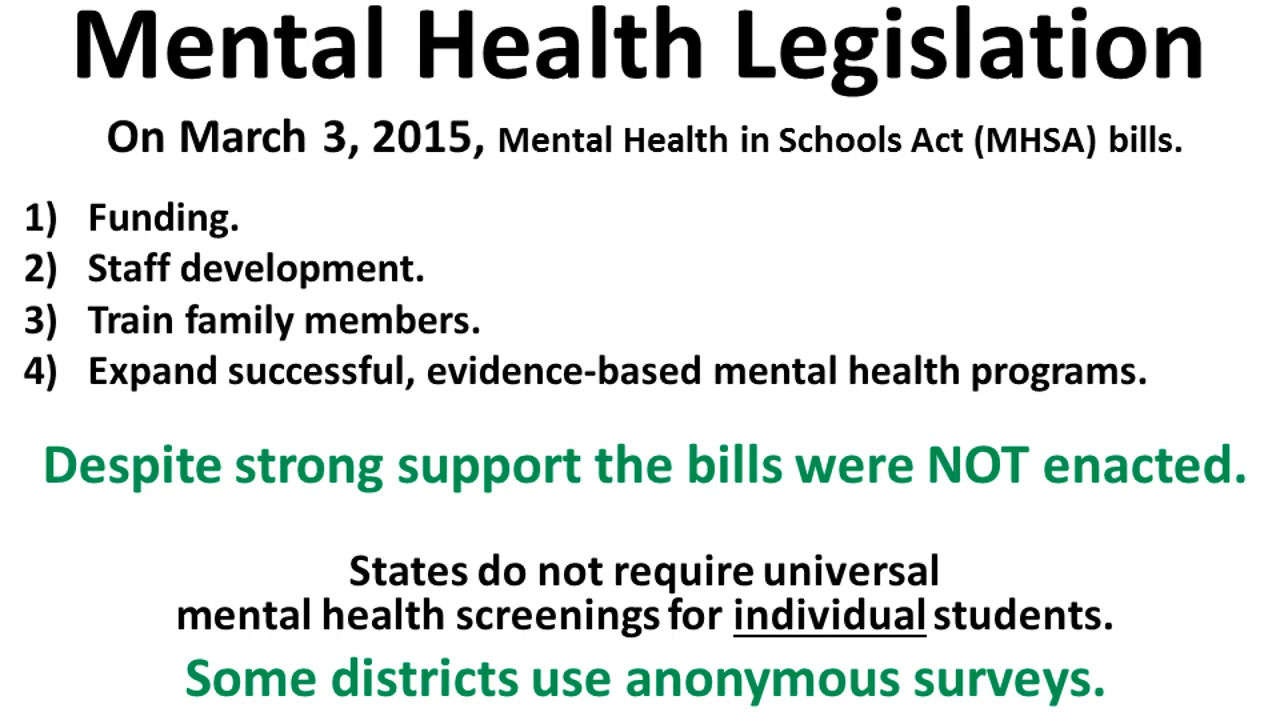 Mental Health Legislation
On March 3, 2015, Mental Health in Schools Act (MHSA) bills.
1) Funding.
2) Staff development.
3) Train family members.
4) Expand successful, evidence-based mental health programs.
Despite strong support the bills were NOT enacted.
States do not require universal
mental health screenings for individual students.
Some districts use anonymous surveys.